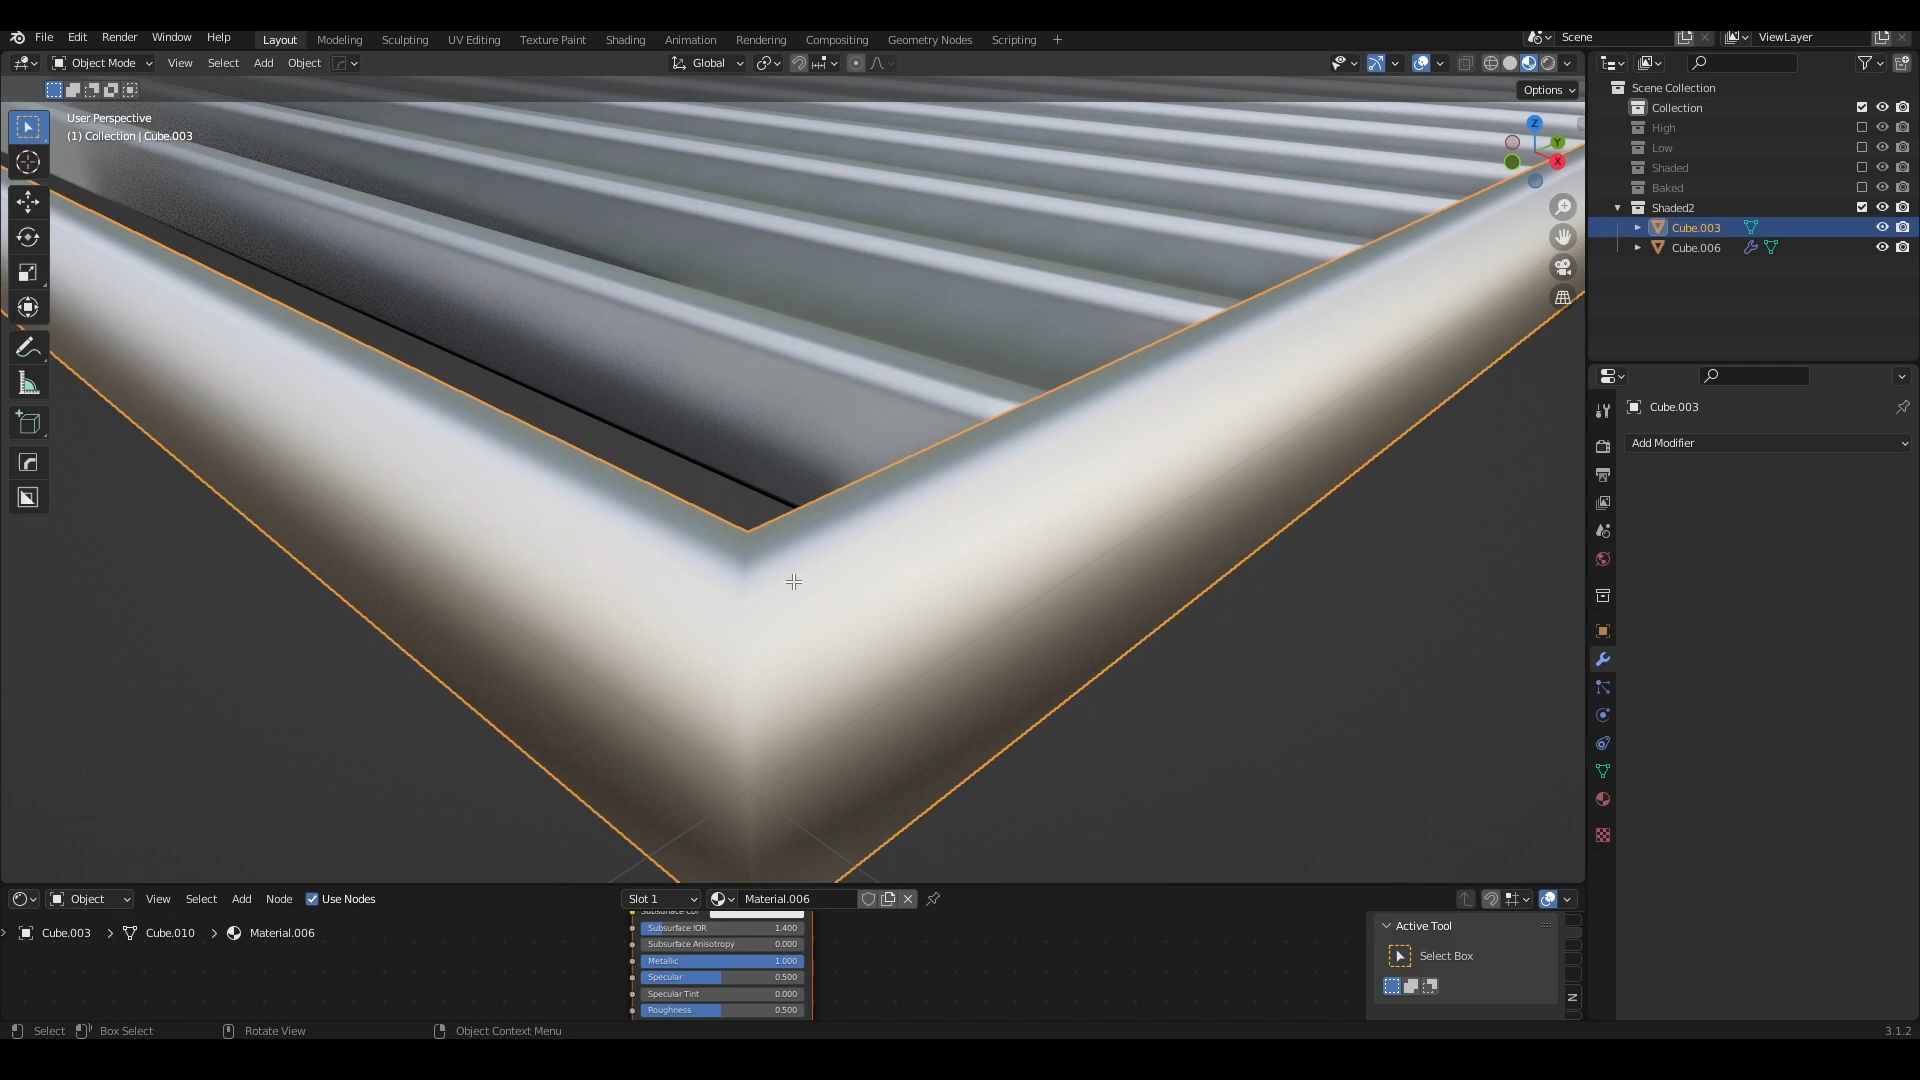 File Edit Render Window Help Layout Modeling Sculpting UV Editing Texture Paint Shading Animation Rendering Compositing Geometry Nodes Scripting + Scene ViewLayer
Object Mode View Select Add Object Global
Options
User Perspective
(1) Collection | Cube.003
Z
Y
X
Scene Collection
Collection
High
Low
Shaded
Baked
Shaded2
Cube.003
Cube.006
Cube.003
Add Modifier
Object View Select Add Node Use Nodes Slot 1 Material.006
Cube.003 > Cube.010 > Material.006
Subsurface IOR 1.400
Subsurface Anisotropy 0.000
Metallic 1.000
Specular 0.500
Specular Tint 0.000
Roughness 0.500
Active Tool
Select Box
N
Select Box Select Rotate View Object Context Menu 3.1.2